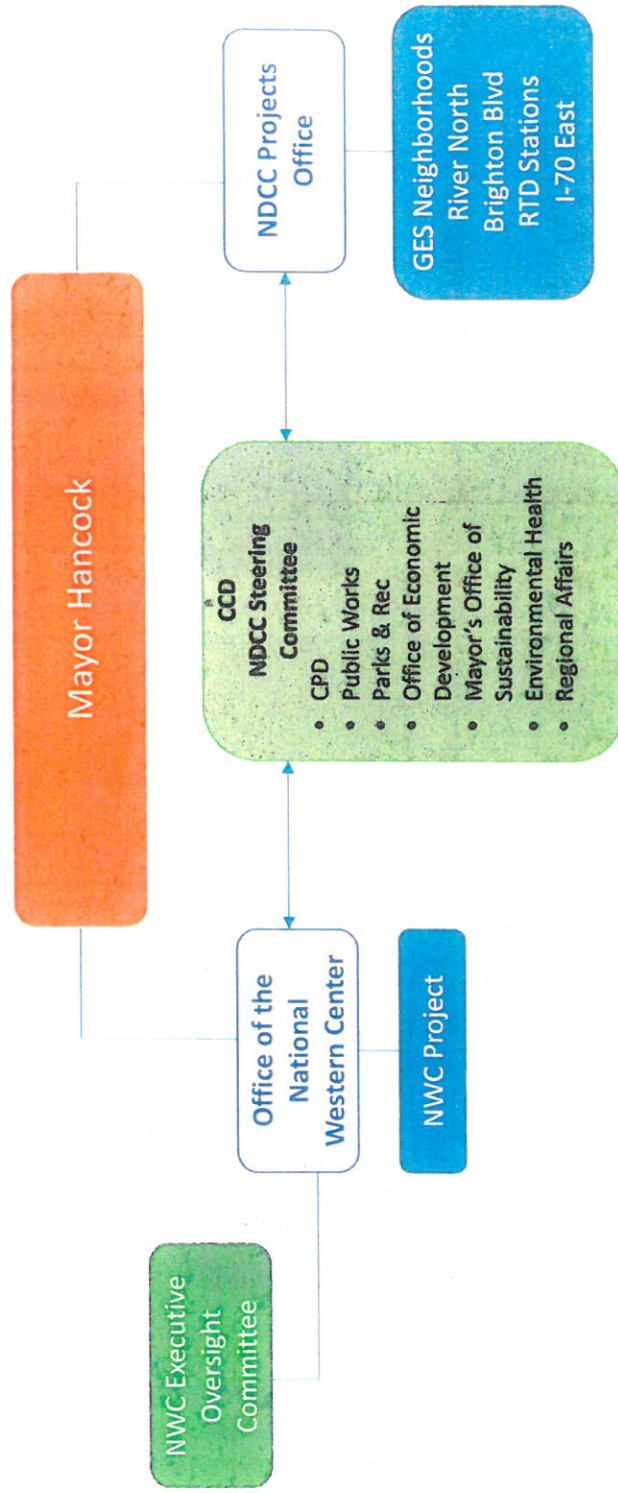 Mayor Hancock
NWC Executive
Oversight
Committee
Office of the
National
Western Center
NWC Project
CCD
NDCC Steering
Committee
• CPD
• Public Works
• Parks & Rec
• Office of Economic
Development
• Mayor's Office of
Sustainability
• Environmental Health
• Regional Affairs
NDCC Projects
Office
GES Neighborhoods
River North
Brighton Blvd
RTD Stations
I-70 East